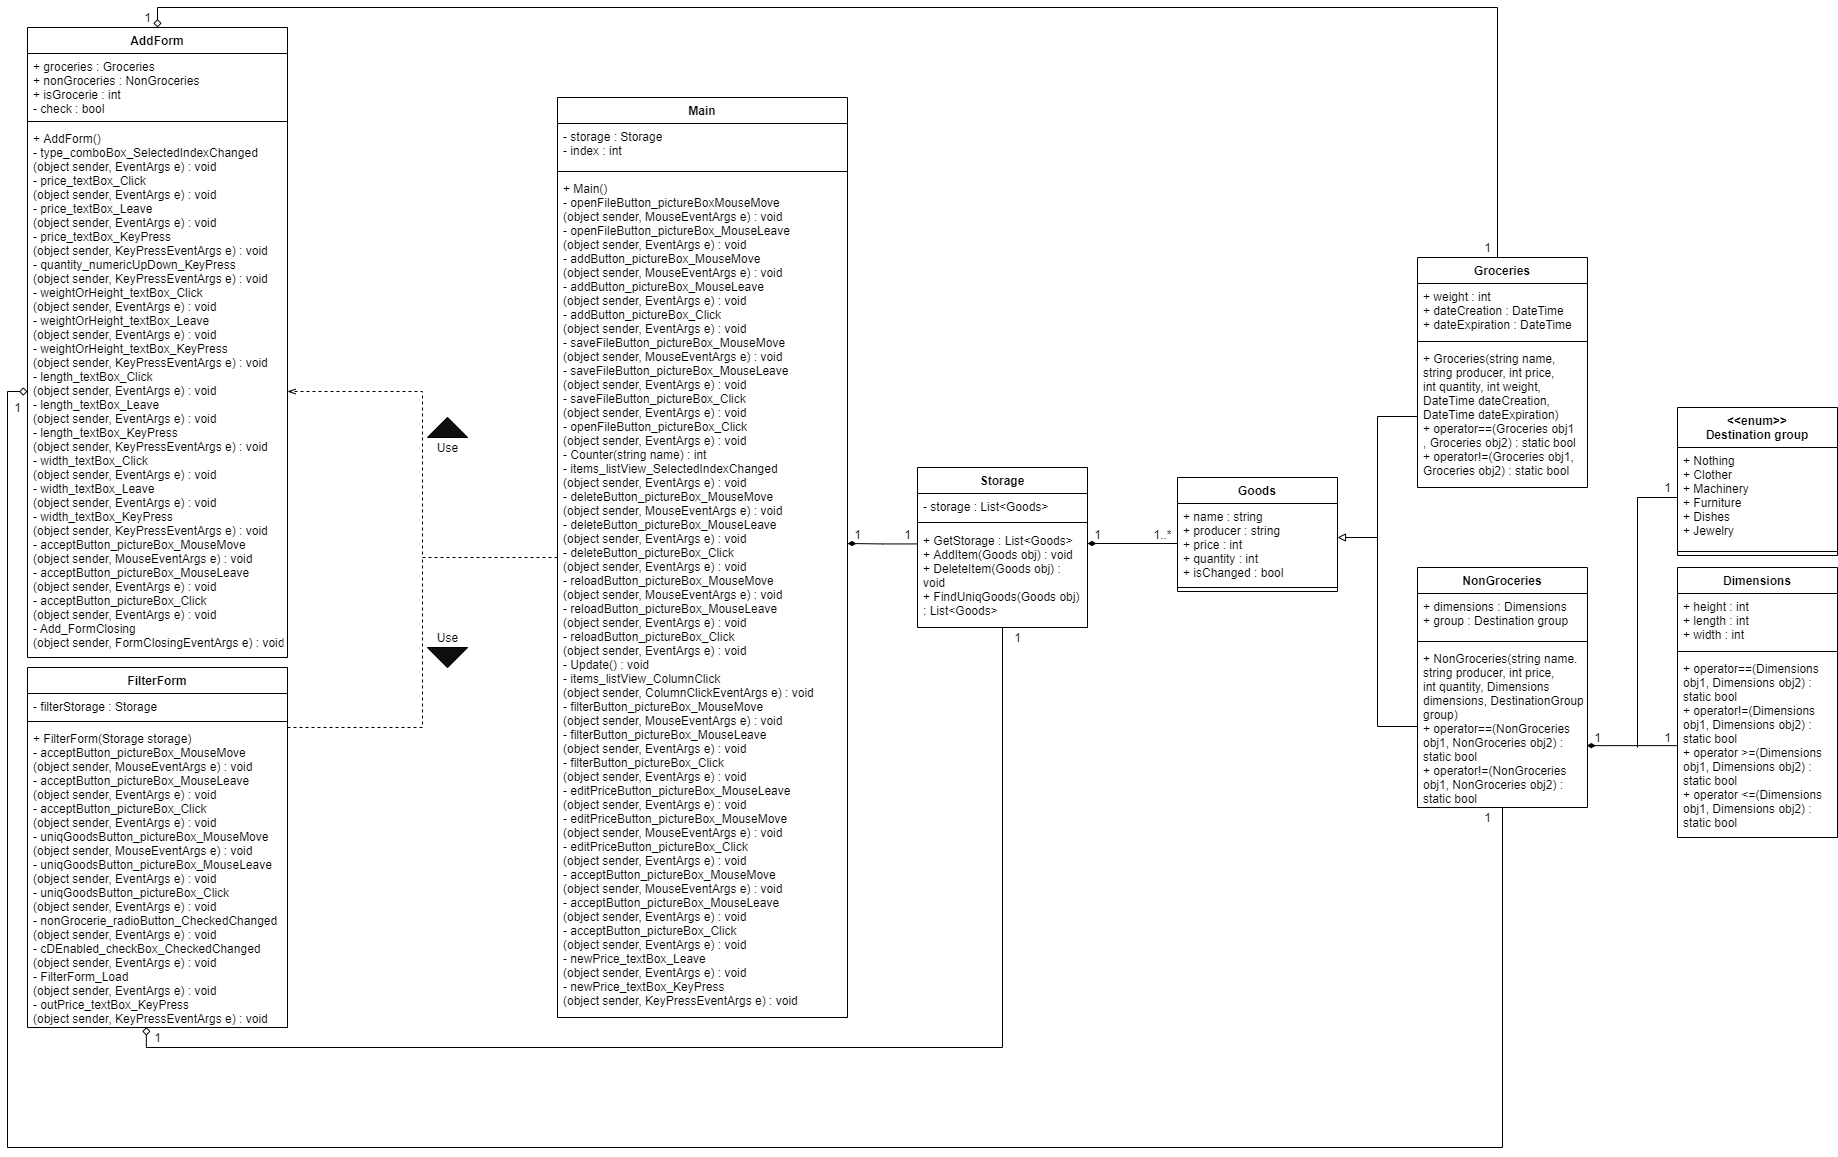 1
AddForm
+ groceries : Groceries
+ nonGroceries : NonGroceries
+ isGrocerie : int
- check : bool
+ AddForm()
- type_comboBox_SelectedIndexChanged
(object sender, EventArgs e) : void
- price_textBox_Click
(object sender, EventArgs e) : void
- price_textBox_Leave
(object sender, EventArgs e) : void
- price_textBox_KeyPress
(object sender, KeyPressEventArgs e) : void
- quantity_numericUpDown_KeyPress
(object sender, KeyPressEventArgs e) : void
- weightOrHeight_textBox_Click
(object sender, EventArgs e) : void
- weightOrHeight_textBox_Leave
(object sender, EventArgs e) : void
- weightOrHeight_textBox_KeyPress
(object sender, KeyPressEventArgs e) : void
- length_textBox_Click
(object sender, EventArgs e) : void
- length_textBox_Leave
(object sender, EventArgs e) : void
- length_textBox_KeyPress
(object sender, KeyPressEventArgs e) : void
- width_textBox_Click
(object sender, EventArgs e) : void
- width_textBox_Leave
(object sender, EventArgs e) : void
- width_textBox_KeyPress
(object sender, KeyPressEventArgs e) : void
- acceptButton_pictureBox_MouseMove
(object sender, MouseEventArgs e) : void
- acceptButton_pictureBox_MouseLeave
(object sender, EventArgs e) : void
- acceptButton_pictureBox_Click
(object sender, EventArgs e) : void
- Add_FormClosing
(object sender, FormClosingEventArgs e) : void
1
FilterForm
- filterStorage : Storage
+ FilterForm(Storage storage)
- acceptButton_pictureBox_MouseMove
(object sender, MouseEventArgs e) : void
- acceptButton_pictureBox_MouseLeave
(object sender, EventArgs e) : void
- acceptButton_pictureBox_Click
(object sender, EventArgs e) : void
- uniqGoodsButton_pictureBox_MouseMove
(object sender, MouseEventArgs e) : void
- uniqGoodsButton_pictureBox_MouseLeave
(object sender, EventArgs e) : void
- uniqGoodsButton_pictureBox_Click
(object sender, EventArgs e) : void
- nonGrocerie_radioButton_CheckedChanged
(object sender, EventArgs e) : void
- cDEnabled_checkBox_CheckedChanged
(object sender, EventArgs e) : void
- FilterForm_Load
(object sender, EventArgs e) : void
- outPrice_textBox_KeyPress
(object sender, KeyPressEventArgs e) : void
1
Use
Use
Main
- storage : Storage
- index : int
+ Main()
- openFileButton_pictureBoxMouseMove
(object sender, MouseEventArgs e) : void
- openFileButton_pictureBox_MouseLeave
(object sender, EventArgs e) : void
- addButton_pictureBox_MouseMove
(object sender, MouseEventArgs e) : void
- addButton_pictureBox_MouseLeave
(object sender, EventArgs e) : void
- addButton_pictureBox_Click
(object sender, EventArgs e) : void
- saveFileButton_pictureBox_MouseMove
(object sender, MouseEventArgs e) : void
- saveFileButton_pictureBox_MouseLeave
(object sender, EventArgs e) : void
- saveFileButton_pictureBox_Click
(object sender, EventArgs e) : void
- openFileButton_pictureBox_Click
(object sender, EventArgs e) : void
- Counter(string name) : int
- items_listView_SelectedIndexChanged
(object sender, EventArgs e) : void
- deleteButton_pictureBox_MouseMove
(object sender, MouseEventArgs e) : void
- deleteButton_pictureBox_MouseLeave
(object sender, EventArgs e) : void
- deleteButton_pictureBox_Click
(object sender, EventArgs e) : void
- reloadButton_pictureBox_MouseMove
(object sender, MouseEventArgs e) : void
- reloadButton_pictureBox_MouseLeave
(object sender, EventArgs e) : void
- reloadButton_pictureBox_Click
(object sender, EventArgs e) : void
- Update() : void
- items_listView_ColumnClick
(object sender, ColumnClickEventArgs e) : void
- filterButton_pictureBox_MouseMove
(object sender, MouseEventArgs e) : void
- filterButton_pictureBox_MouseLeave
(object sender, EventArgs e) : void
- filterButton_pictureBox_Click
(object sender, EventArgs e) : void
- editPriceButton_pictureBox_MouseLeave
(object sender, EventArgs e) : void
- editPriceButton_pictureBox_MouseMove
(object sender, MouseEventArgs e) : void
- editPriceButton_pictureBox_Click
(object sender, EventArgs e) : void
- acceptButton_pictureBox_MouseMove
(object sender, MouseEventArgs e) : void
- acceptButton_pictureBox_MouseLeave
(object sender, EventArgs e) : void
- acceptButton_pictureBox_Click
(object sender, EventArgs e) : void
- newPrice_textBox_Leave
(object sender, EventArgs e) : void
- newPrice_textBox_KeyPress
(object sender, KeyPressEventArgs e) : void
1
1
Storage
- storage : List<Goods>
+ GetStorage : List<Goods>
+ AddItem(Goods obj) : void
+ DeleteItem(Goods obj) :
void
+ FindUniqGoods(Goods obj)
: List<Goods>
1
1
1..*
Goods
+ name : string
+ producer : string
+ price : int
+ quantity : int
+ isChanged : bool
1
Groceries
+ weight : int
+ dateCreation : DateTime
+ dateExpiration : DateTime
+ Groceries(string name,
string producer, int price,
int quantity, int weight,
DateTime dateCreation,
DateTime dateExpiration)
+ operator==(Groceries obj1
, Groceries obj2) : static bool
+ operator!=(Groceries obj1,
Groceries obj2) : static bool
NonGroceries
+ dimensions : Dimensions
+ group : Destination group
+ NonGroceries(string name.
string producer, int price,
int quantity, Dimensions
dimensions, DestinationGroup
group)
+ operator==(NonGroceries
obj1, NonGroceries obj2) :
static bool
+ operator!=(NonGroceries
obj1, NonGroceries obj2) :
static bool
1
1
1
1
<<enum>>
Destination group
+ Nothing
+ Clother
+ Machinery
+ Furniture
+ Dishes
+ Jewelry
Dimensions
+ height : int
+ length : int
+ width : int
+ operator==(Dimensions
obj1, Dimensions obj2) :
static bool
+ operator!=(Dimensions
obj1, Dimensions obj2) :
static bool
+ operator >=(Dimensions
obj1, Dimensions obj2) :
static bool
+ operator <=(Dimensions
obj1, Dimensions obj2) :
static bool